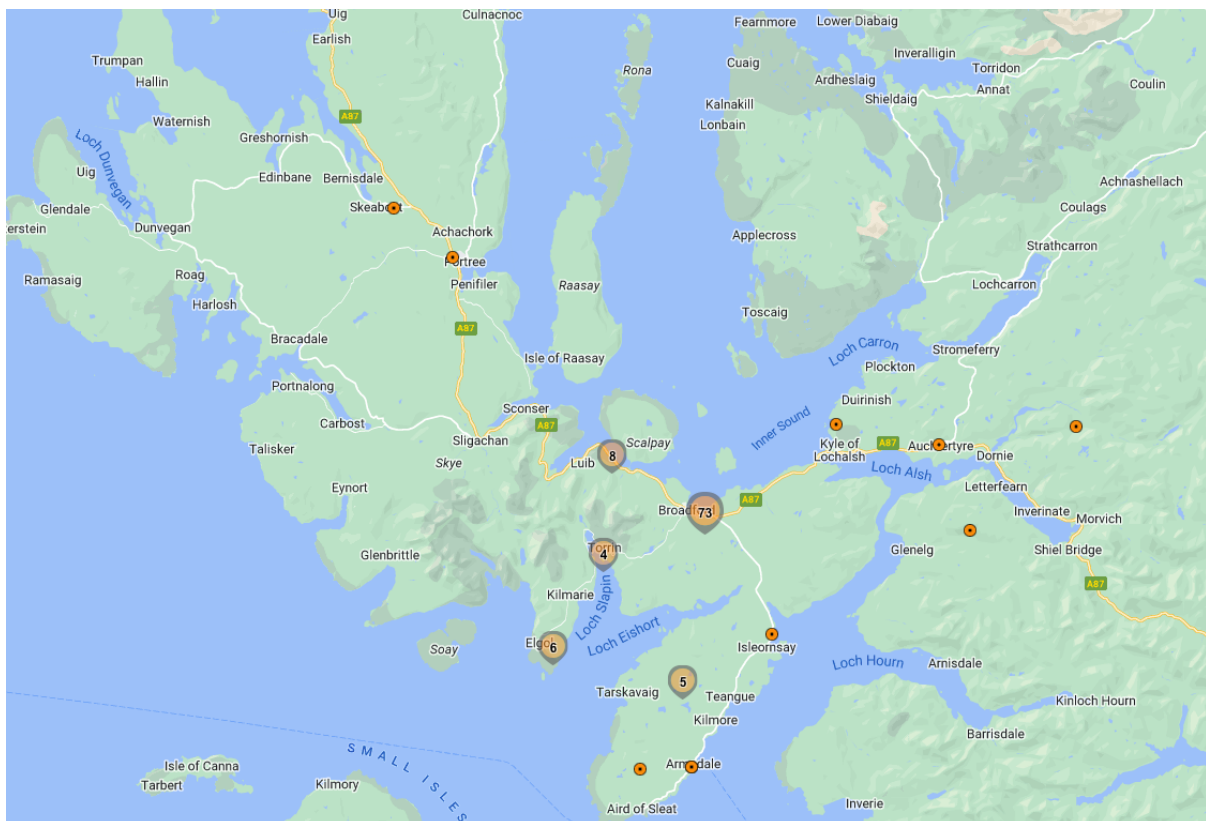 Uig
Culnacnoc
Fearnmore
Lower Diabaig
Earlish
Trumpan
Hallin
Rona
Cuaig
Inveralligin
Torridon
Ardheslaig
Annat
Coulin
Shieldaig
Kalnakill
Lonbain
A87
Waternish
Greshornish
Loch Dunvegan
Uig
Edinbane
Bernisdale
Achnashellach
Glendale
Skeabost
Coulags
erstein
Dunvegan
Achachork
Applecross
Strathcarron
Portree
Roag
Ramasaig
Penifiler
Raasay
Lochcarron
Harlosh
Toscaig
A87
Bracadale
Loch Carron
Stromeferry
Isle of Raasay
Plockton
Portnalong
Duirinish
Sconser
Carbost
A87
Inner Sound
Sligachan
Scalpay
Talisker
Kyle of
Lochalsh
A87
Auchtertyre
Dornie
8
Luib
Skye
Loch Alsh
Letterfearn
Eynort
A87
Broadford
73
Inverinate
Morvich
Torrin
4
Glenbrittle
Glenelg
Shiel Bridge
Kilmarie
Loch Slapin
A87
Elgol
6
Loch Eishort
Soay
Isleornsay
Loch Hourn
Arnisdale
5
Tarskavaig
Teangue
Kinloch Hourn
Kilmore
Barrisdale
SMALL ISLES
Isle of Canna
Tarbert
Kilmory
Armadale
Aird of Sleat
Inverie